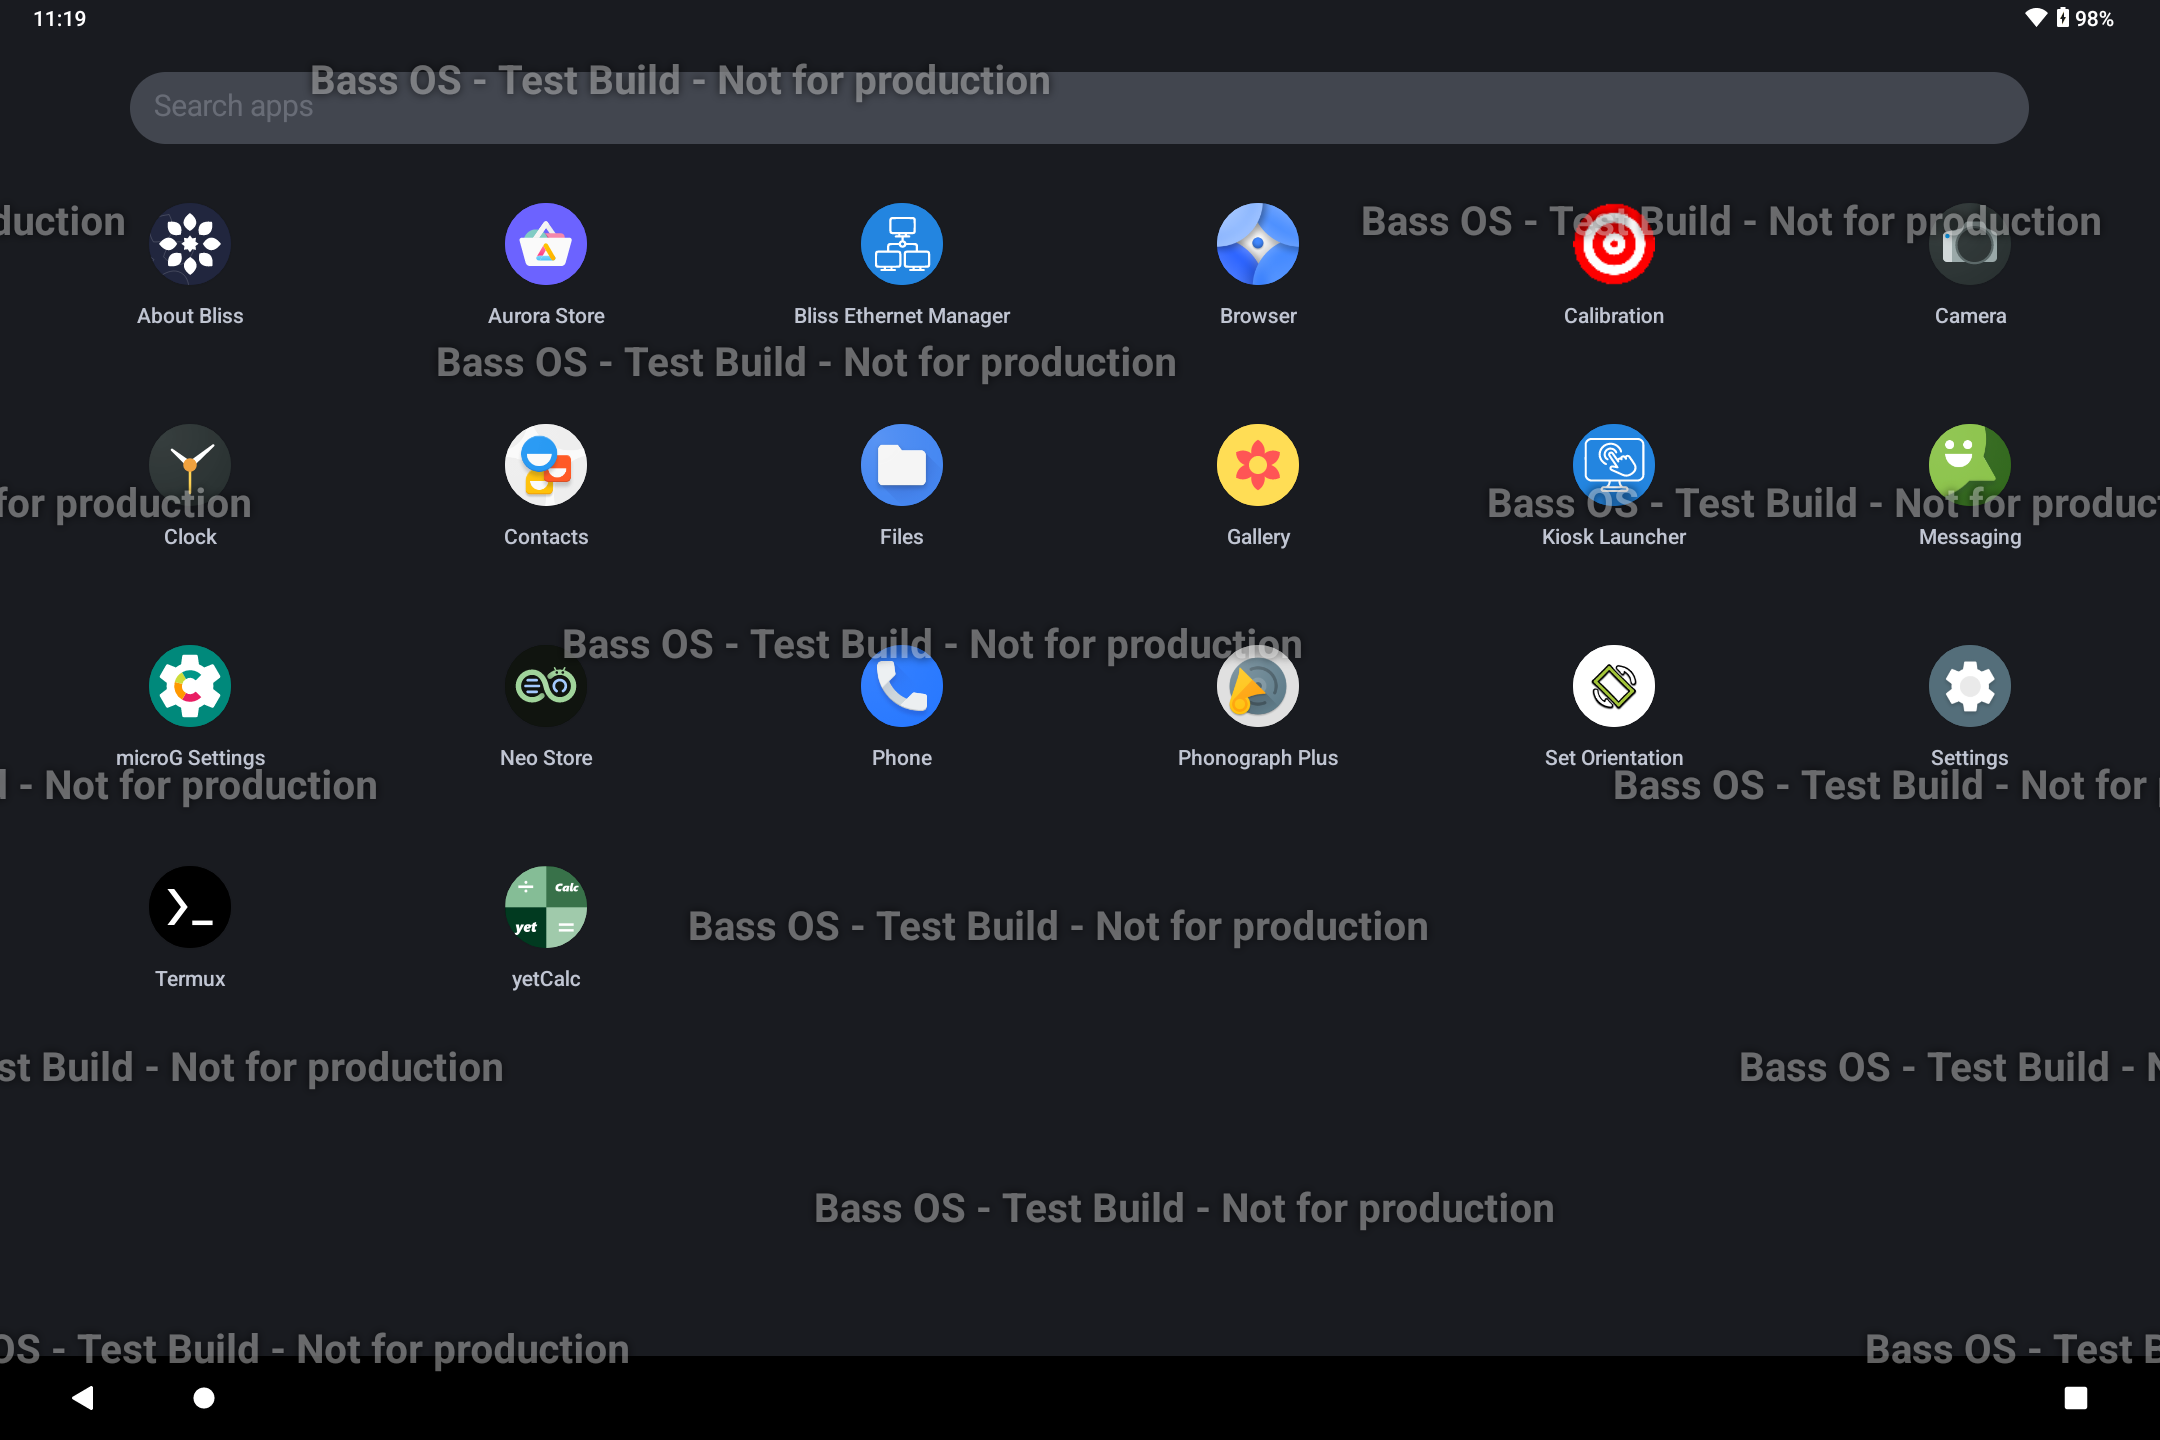 11:19
98%
Bass OS - Test Build - Not for production
Search apps
duction
Bass OS - Test Build - Not for production
About Bliss
Aurora Store
Bliss Ethernet Manager
Browser
Calibration
Camera
Bass OS - Test Build - Not for production
for production
Bass OS - Test Build - Not for product
Clock
Contacts
Files
Gallery
Kiosk Launcher
Messaging
Bass OS - Test Build - Not for production
microG Settings
Neo Store
Phone
Phonograph Plus
Set Orientation
Settings
d - Not for production
Bass OS - Test Build - Not for
÷ Calc
yet =
Bass OS - Test Build - Not for production
Termux
yetCalc
st Build - Not for production
Bass OS - Test Build - N
Bass OS - Test Build - Not for production
OS - Test Build - Not for production
Bass OS - Test B